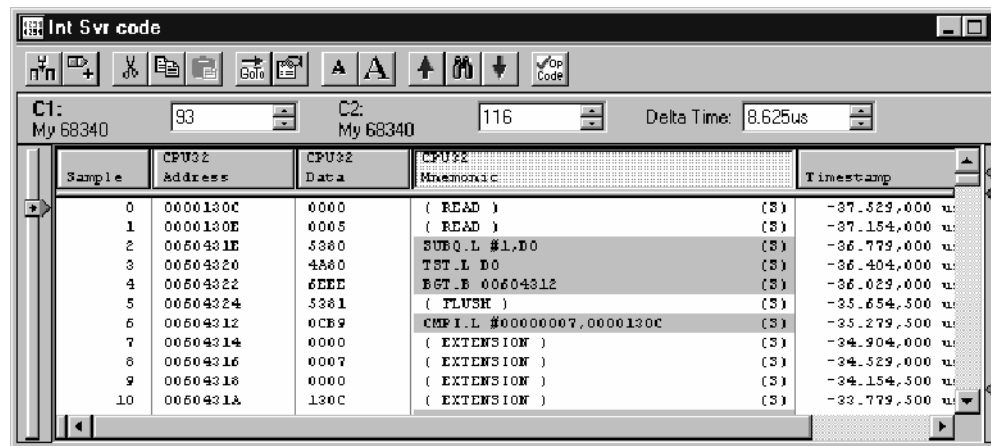 Int Svr code
GoTo A A Op Code
C1: My 68340 93 C2: My 68340 116 Delta Time: 8.625us
CPU32 CPU32 CPU32
Sample Address Data Mnemonic Timestamp
0 0000130C 0000 ( READ ) (S) -37.529,000 u
1 0000130E 0005 ( READ ) (S) -37.154,000 u
2 0060431E 5380 SUBQ.L #1,D0 (S) -36.779,000 u
3 00604320 4A80 TST.L D0 (S) -36.404,000 u
4 00604322 6EEE BGT.B 00604312 (S) -36.029,000 u
5 00604324 5381 ( FLUSH ) (S) -35.654,500 u
6 00604312 0CB9 CMPI.L #00000007,0000130C (S) -35.279,500 u
7 00604314 0000 ( EXTENSION ) (S) -34.904,000 u
8 00604316 0007 ( EXTENSION ) (S) -34.529,000 u
9 00604318 0000 ( EXTENSION ) (S) -34.154,500 u
10 0060431A 130C ( EXTENSION ) (S) -33.779,500 u